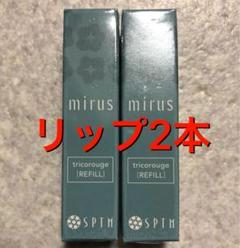 mirus
mirus
リップ2本
tricorouge
[REFILL]
tricorouge
[REFILL]
SPTM
SPTM